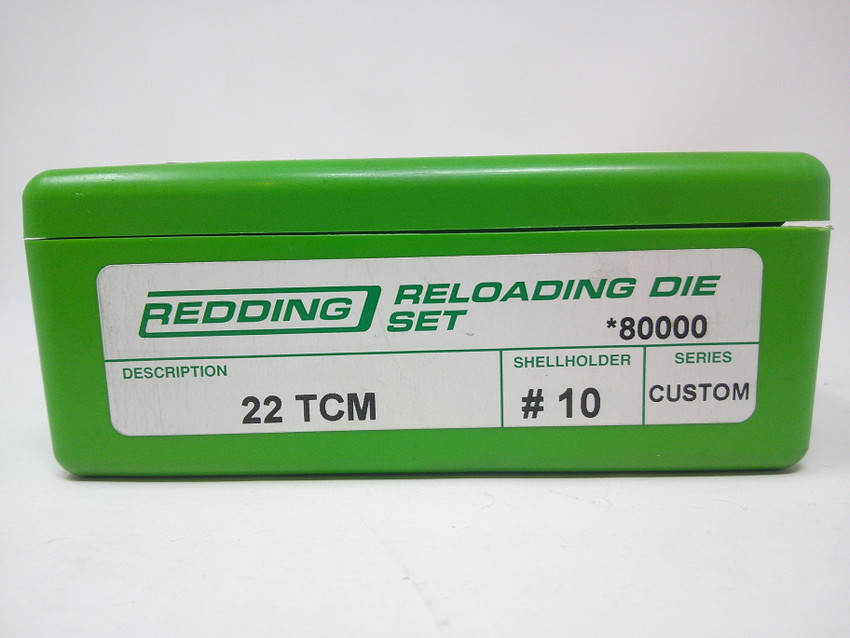 REDDING RELOADING DIE
SET *80000
DESCRIPTION SHELLHOLDER SERIES
22 TCM # 10 CUSTOM